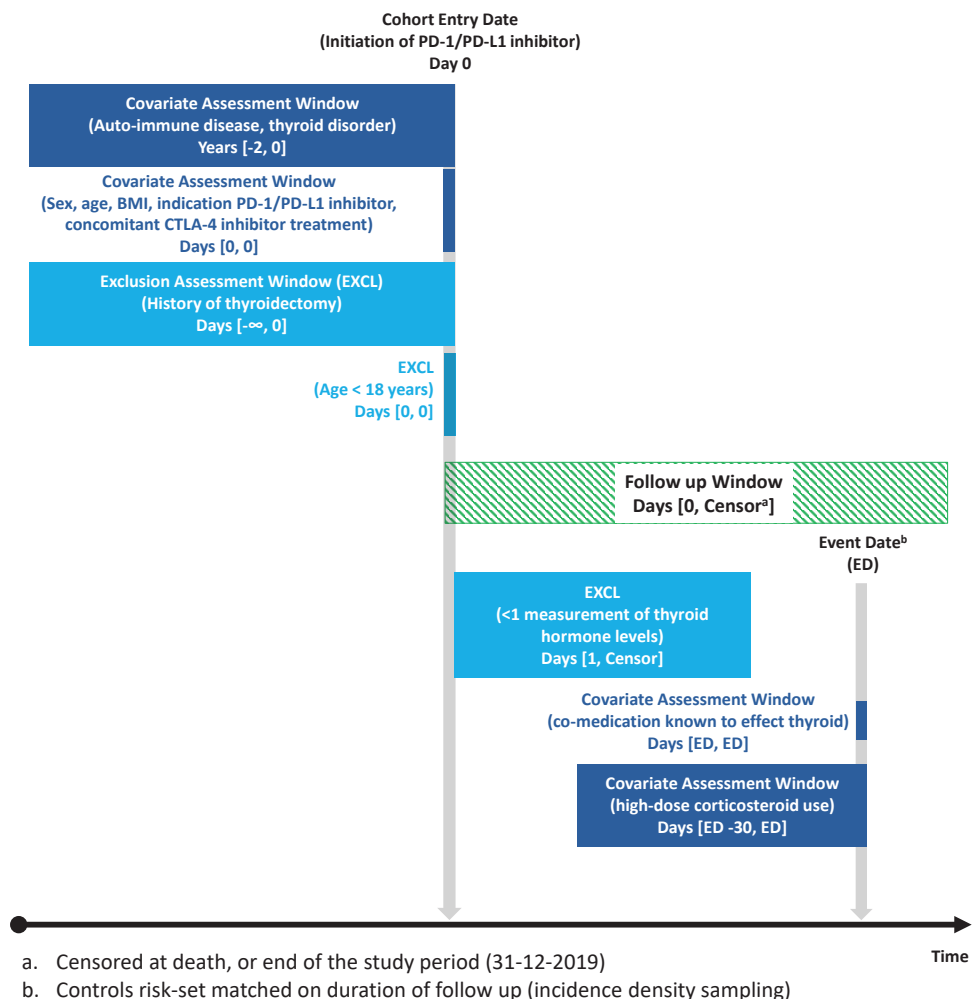 Cohort Entry Date
(Initiation of PD-1/PD-L1 inhibitor)
Day 0
Covariate Assessment Window
(Auto-immune disease, thyroid disorder)
Years [-2, 0]
Covariate Assessment Window
(Sex, age, BMI, indication PD-1/PD-L1 inhibitor,
concomitant CTLA-4 inhibitor treatment)
Days [0, 0]
Exclusion Assessment Window (EXCL)
(History of thyroidectomy)
Days [-∞, 0]
EXCL
(Age < 18 years)
Days [0, 0]
Follow up Window
Days [0, Censorª]
Event Dateᵇ
(ED)
EXCL
(<1 measurement of thyroid
hormone levels)
Days [1, Censor]
Covariate Assessment Window
(co-medication known to effect thyroid)
Days [ED, ED]
Covariate Assessment Window
(high-dose corticosteroid use)
Days [ED -30, ED]
Time
a. Censored at death, or end of the study period (31-12-2019)
b. Controls risk-set matched on duration of follow up (incidence density sampling)